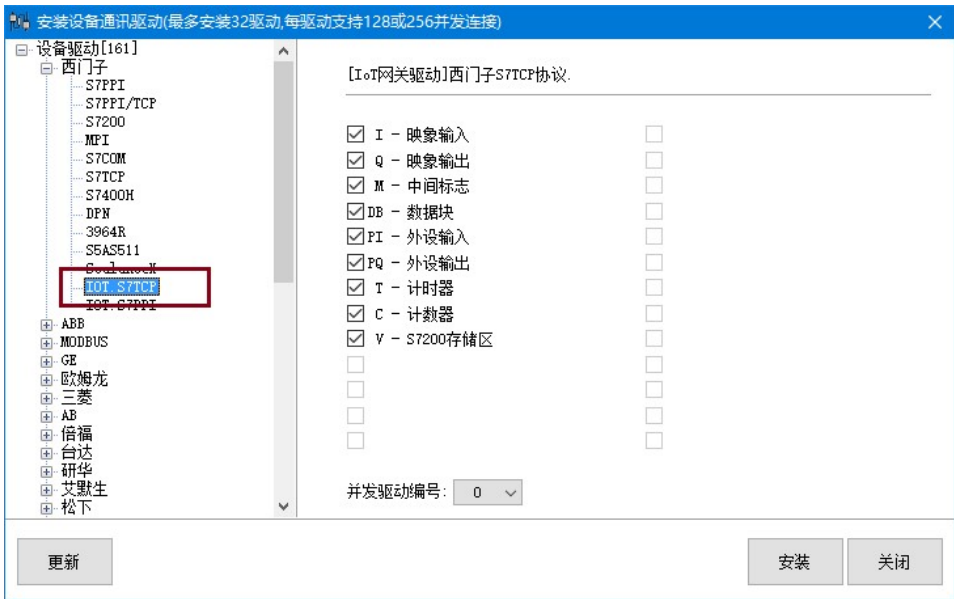 安装设备通讯驱动(最多安装32驱动,每驱动支持128或256并发连接)
设备驱动[161]
西门子
S7PPI
S7PPI/TCP
S7200
MPI
S7COM
S7TCP
S7400H
DPN
3964R
S5AS511
IOT.S7TCP
IOT.S7PPI
ABB
MODBUS
GE
欧姆龙
三菱
AB
倍福
台达
研华
艾默生
松下
[IoT网关驱动]西门子S7TCP协议.
I - 映象输入
Q - 映象输出
M - 中间标志
DB - 数据块
PI - 外设输入
PQ - 外设输出
T - 计时器
C - 计数器
V - S7200存储区
并发驱动编号: 0
更新
安装
关闭